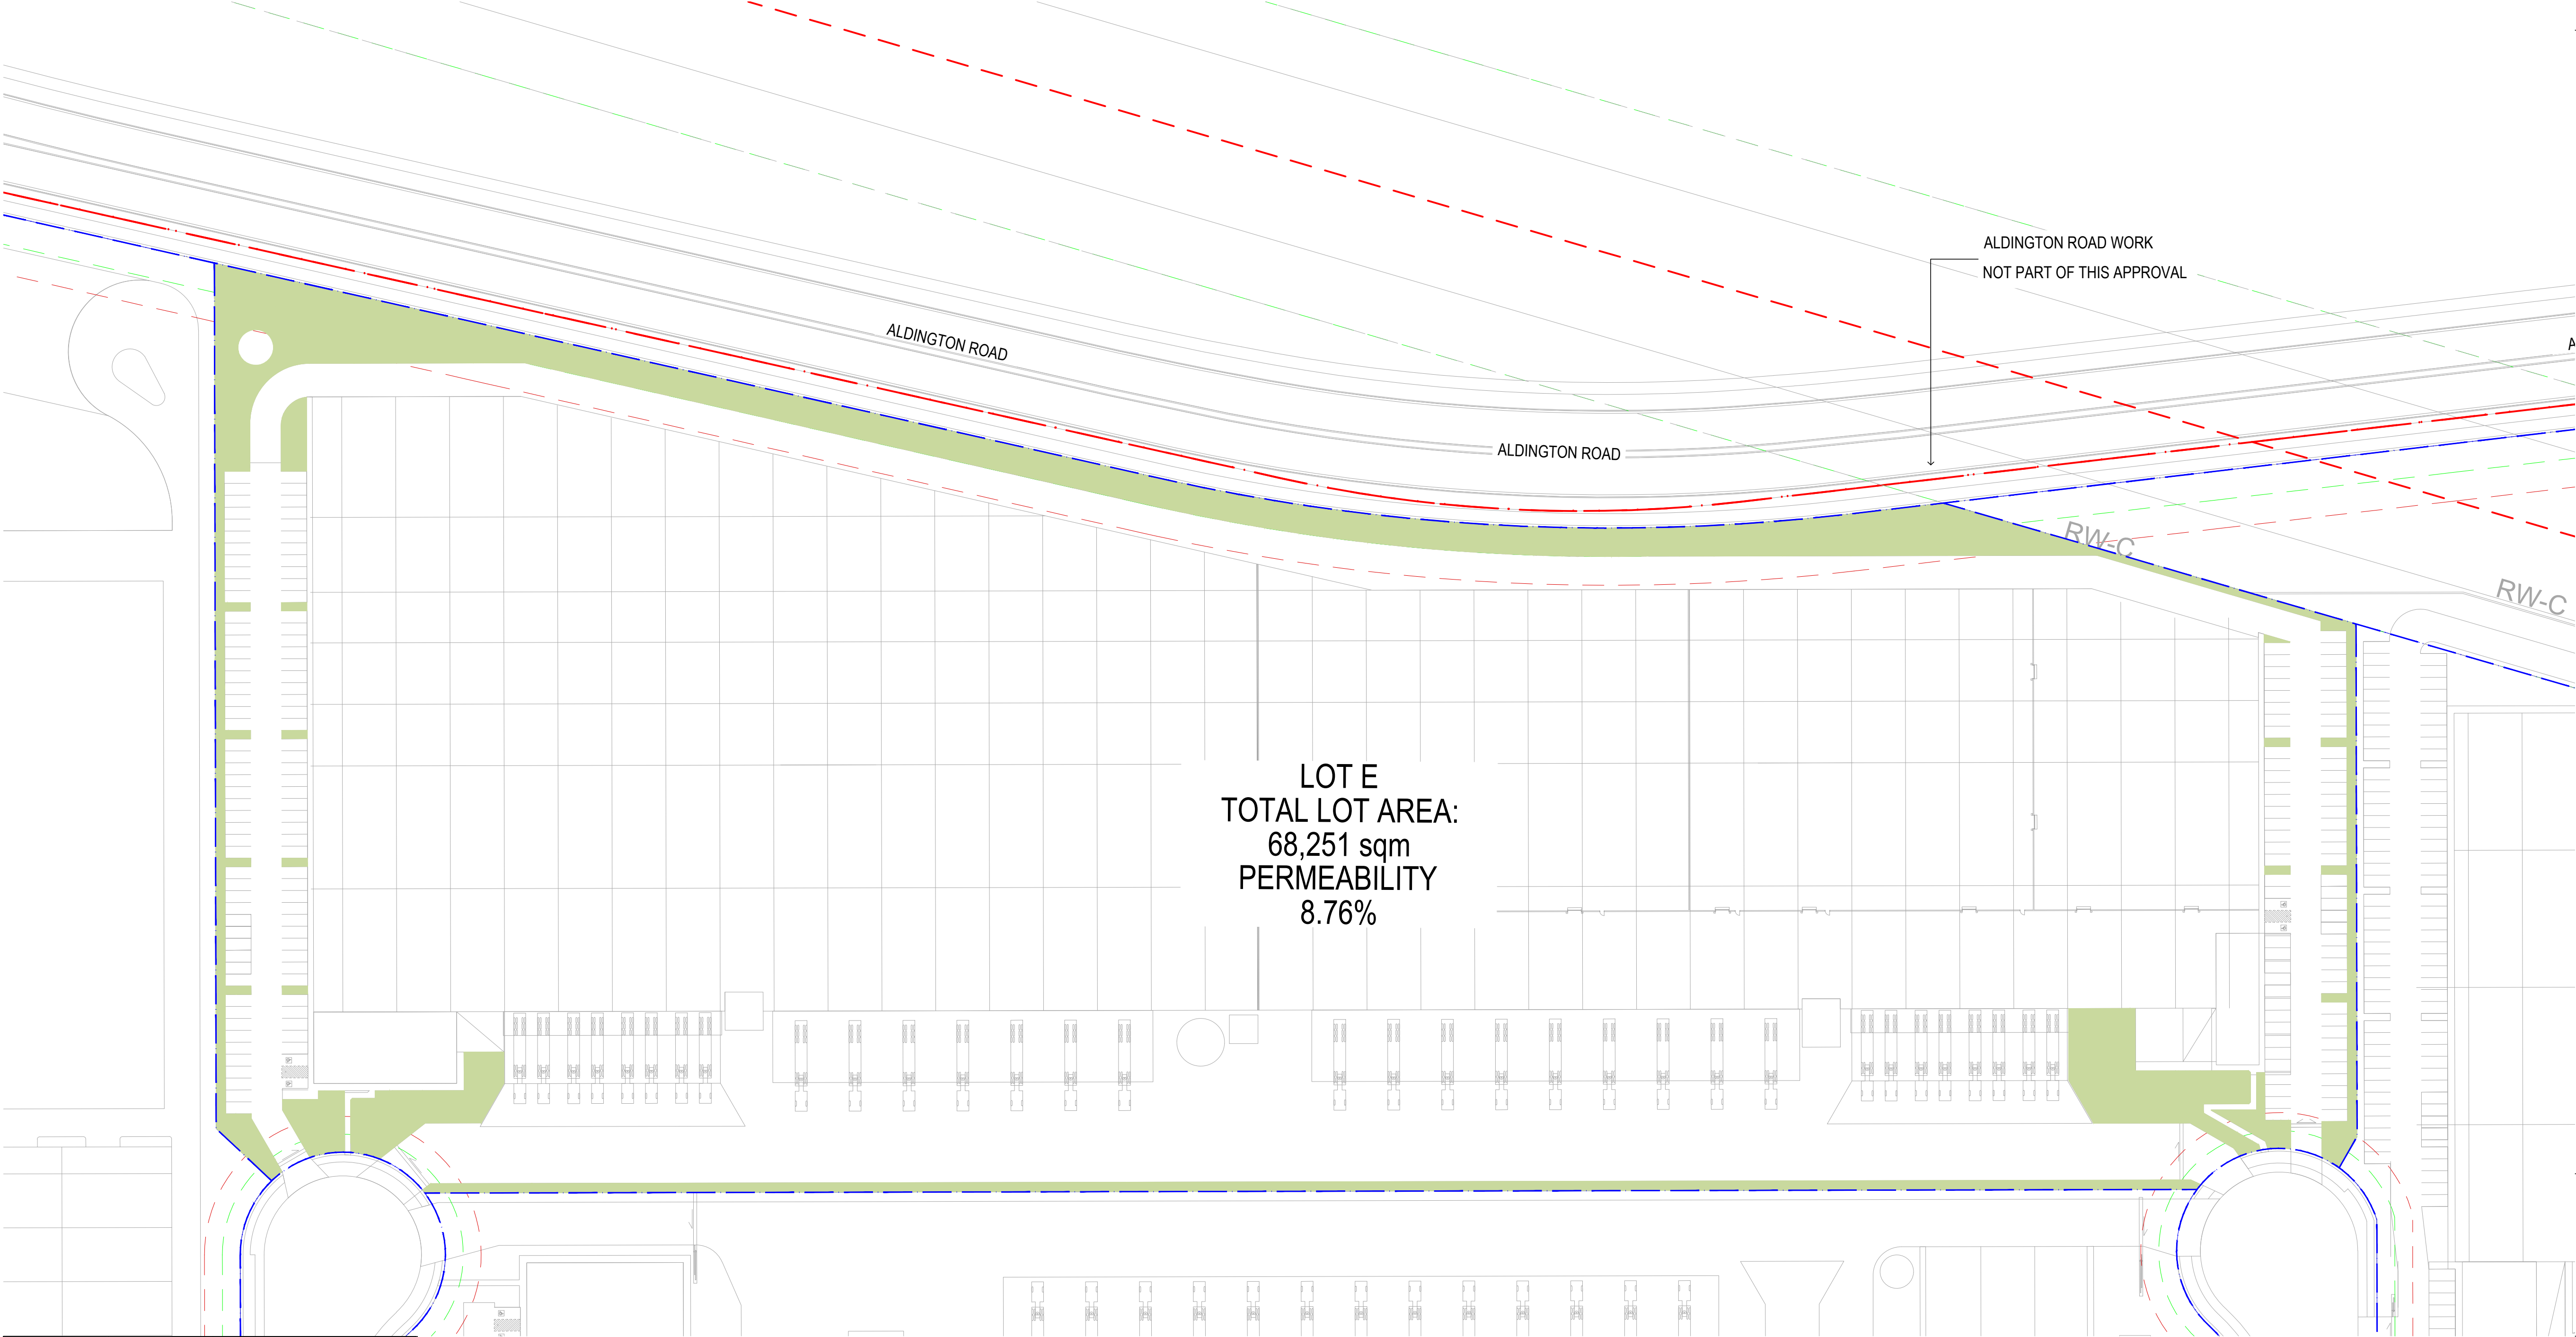 ALDINGTON ROAD WORK
NOT PART OF THIS APPROVAL
ALDINGTON ROAD
A
ALDINGTON ROAD
RW-C
RW-C
LOT E
TOTAL LOT AREA:
68,251 sqm
PERMEABILITY
8.76%